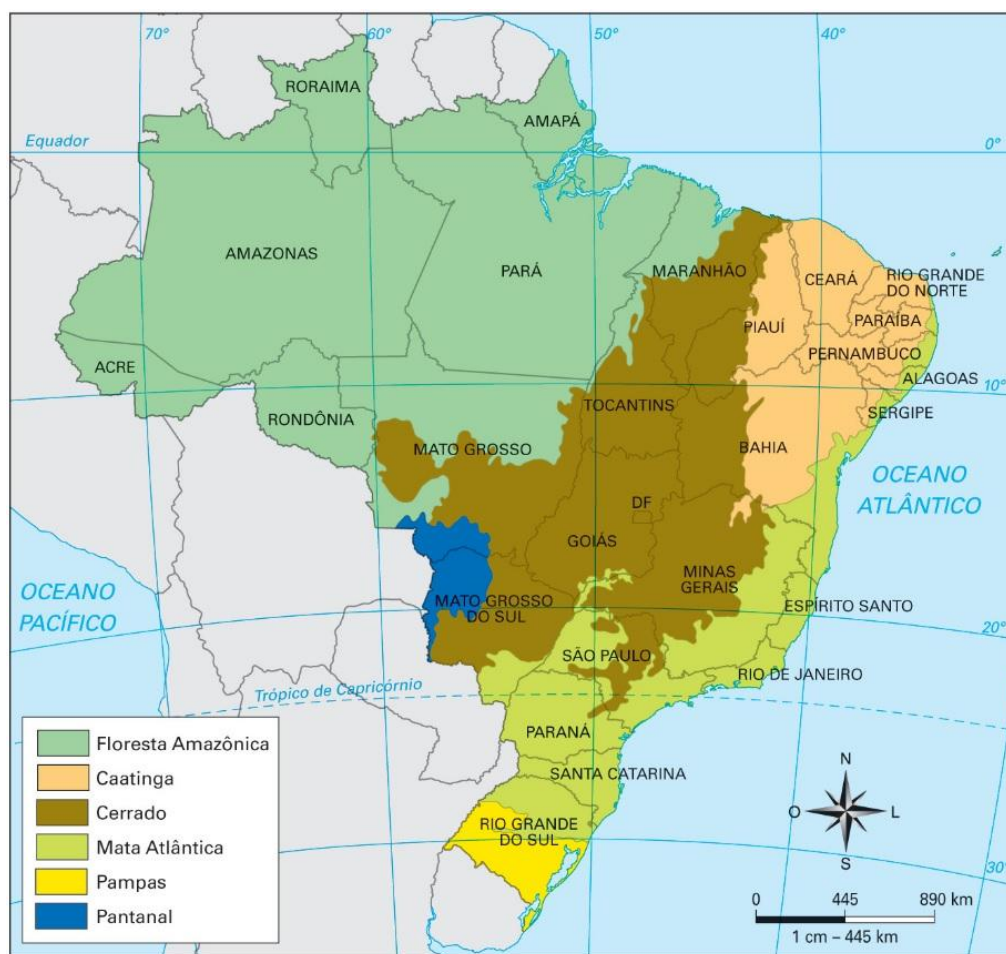 70°
60°
50°
40°
RORAIMA
AMAPÁ
Equador
0°
AMAZONAS
PARÁ
MARANHÃO
CEARÁ
RIO GRANDE
DO NORTE
PIAUÍ
PARAÍBA
PERNAMBUCO
ACRE
ALAGOAS
10°
RONDÔNIA
TOCANTINS
SERGIPE
MATO GROSSO
BAHIA
OCEANO
ATLÂNTICO
DF
GOIÁS
MINAS
GERAIS
OCEANO
PACÍFICO
MATO GROSSO
DO SUL
ESPÍRITO SANTO
20°
SÃO PAULO
RIO DE JANEIRO
Trópico de Capricórnio
PARANÁ
SANTA CATARINA
RIO GRANDE
DO SUL
30°
Floresta Amazônica
Caatinga
Cerrado
Mata Atlântica
Pampas
Pantanal
N
O
L
S
0 445 890 km
1 cm – 445 km